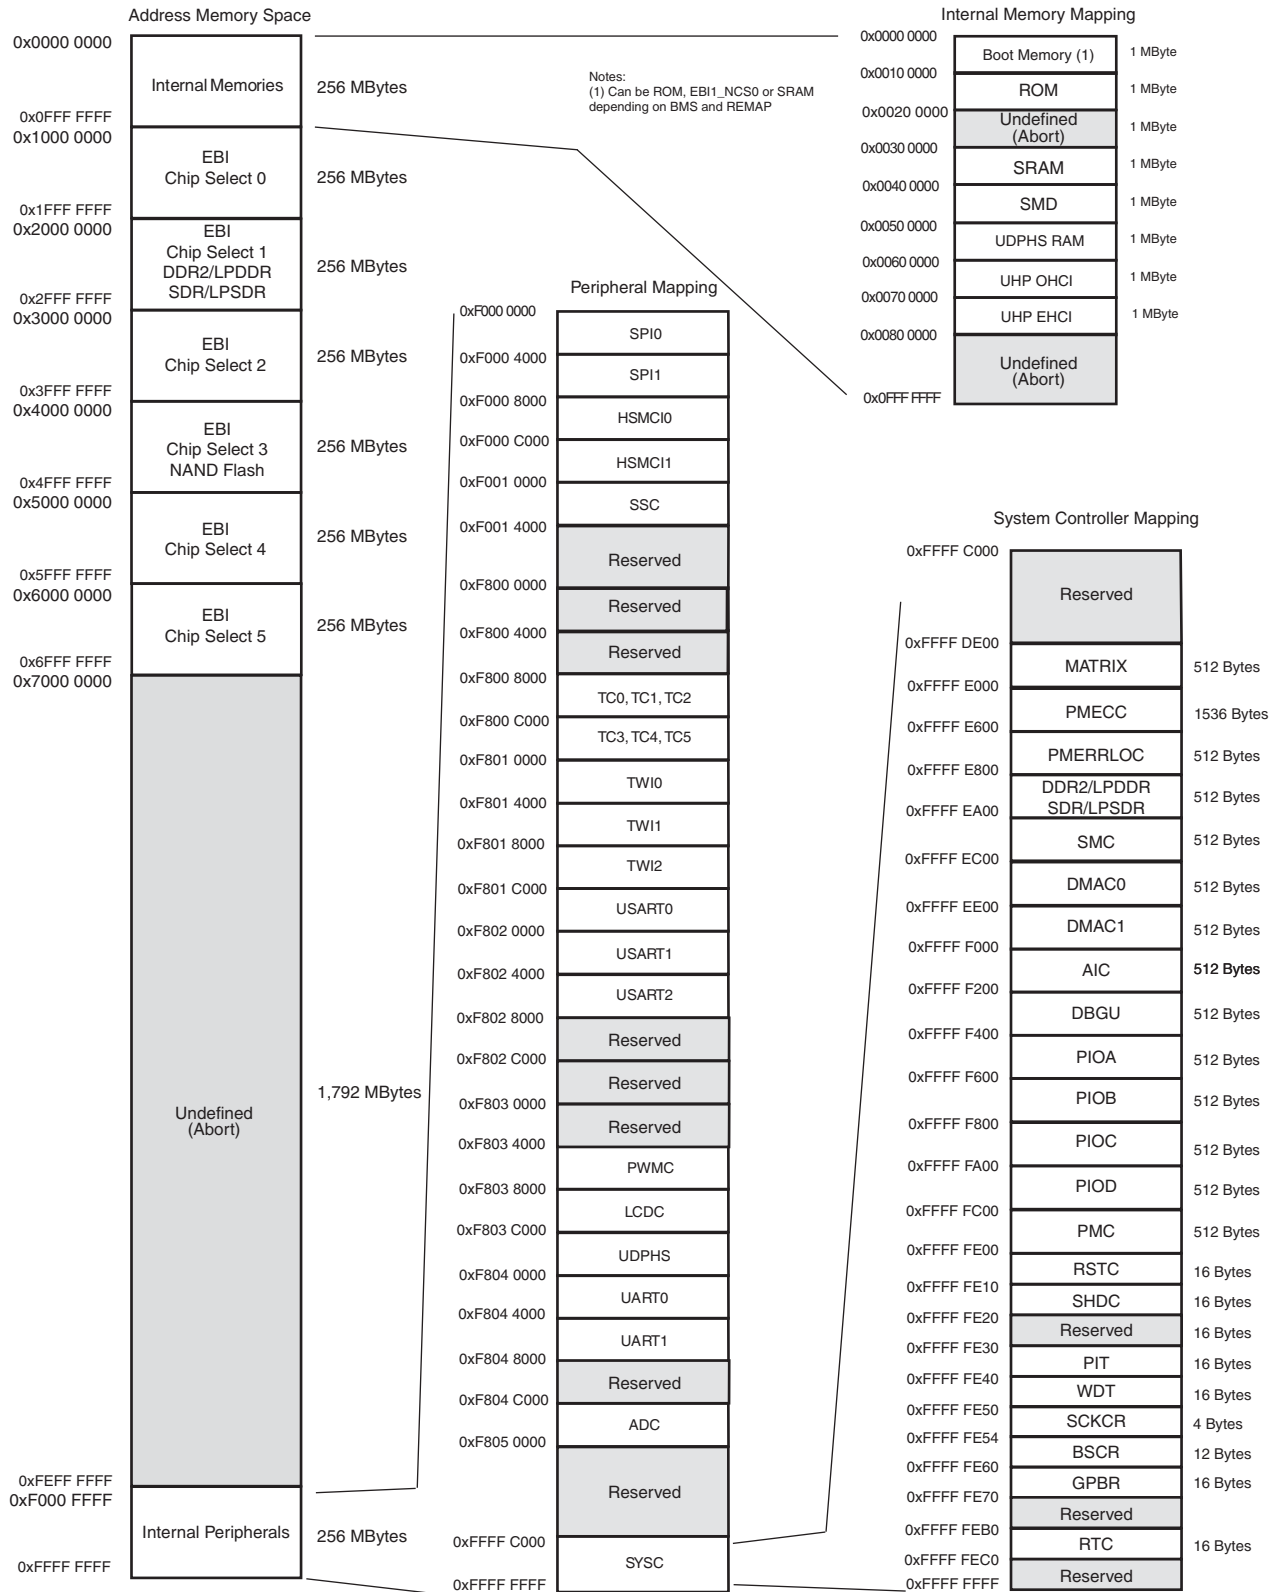 Address Memory Space
0x0000 0000
Internal Memories
256 MBytes
0x0FFF FFFF
0x1000 0000
EBI
Chip Select 0
256 MBytes
0x1FFF FFFF
0x2000 0000
EBI
Chip Select 1
DDR2/LPDDR
SDR/LPSDR
256 MBytes
0x2FFF FFFF
0x3000 0000
EBI
Chip Select 2
256 MBytes
0x3FFF FFFF
0x4000 0000
EBI
Chip Select 3
NAND Flash
256 MBytes
0x4FFF FFFF
0x5000 0000
EBI
Chip Select 4
256 MBytes
0x5FFF FFFF
0x6000 0000
EBI
Chip Select 5
256 MBytes
0x6FFF FFFF
0x7000 0000
Undefined
(Abort)
1,792 MBytes
0xFEFF FFFF
0xF000 FFFF
Internal Peripherals
256 MBytes
0xFFFF FFFF
Notes:
(1) Can be ROM, EBI1_NCS0 or SRAM
depending on BMS and REMAP
Peripheral Mapping
0xF000 0000
SPI0
0xF000 4000
SPI1
0xF000 8000
HSMCI0
0xF000 C000
HSMCI1
0xF001 0000
SSC
0xF001 4000
Reserved
0xF800 0000
Reserved
0xF800 4000
Reserved
0xF800 8000
TC0, TC1, TC2
0xF800 C000
TC3, TC4, TC5
0xF801 0000
TWI0
0xF801 4000
TWI1
0xF801 8000
TWI2
0xF801 C000
USART0
0xF802 0000
USART1
0xF802 4000
USART2
0xF802 8000
Reserved
0xF802 C000
Reserved
0xF803 0000
Reserved
0xF803 4000
PWMC
0xF803 8000
LCDC
0xF803 C000
UDPHS
0xF804 0000
UART0
0xF804 4000
UART1
0xF804 8000
Reserved
0xF804 C000
ADC
0xF805 0000
Reserved
0xFFFF C000
SYSC
0xFFFF FFFF
Internal Memory Mapping
0x0000 0000
Boot Memory (1)
1 MByte
0x0010 0000
ROM
1 MByte
0x0020 0000
Undefined
(Abort)
1 MByte
0x0030 0000
SRAM
1 MByte
0x0040 0000
SMD
1 MByte
0x0050 0000
UDPHS RAM
1 MByte
0x0060 0000
UHP OHCI
1 MByte
0x0070 0000
UHP EHCI
1 MByte
0x0080 0000
Undefined
(Abort)
0x0FFF FFFF
System Controller Mapping
0xFFFF C000
Reserved
0xFFFF DE00
MATRIX
512 Bytes
0xFFFF E000
PMECC
1536 Bytes
0xFFFF E600
PMERRLOC
512 Bytes
0xFFFF E800
DDR2/LPDDR
SDR/LPSDR
512 Bytes
0xFFFF EA00
SMC
512 Bytes
0xFFFF EC00
DMAC0
512 Bytes
0xFFFF EE00
DMAC1
512 Bytes
0xFFFF F000
AIC
512 Bytes
0xFFFF F200
DBGU
512 Bytes
0xFFFF F400
PIOA
512 Bytes
0xFFFF F600
PIOB
512 Bytes
0xFFFF F800
PIOC
512 Bytes
0xFFFF FA00
PIOD
512 Bytes
0xFFFF FC00
PMC
512 Bytes
0xFFFF FE00
RSTC
16 Bytes
0xFFFF FE10
SHDC
16 Bytes
0xFFFF FE20
Reserved
16 Bytes
0xFFFF FE30
PIT
16 Bytes
0xFFFF FE40
WDT
16 Bytes
0xFFFF FE50
SCKCR
4 Bytes
0xFFFF FE54
BSCR
12 Bytes
0xFFFF FE60
GPBR
16 Bytes
0xFFFF FE70
Reserved
0xFFFF FEB0
RTC
16 Bytes
0xFFFF FEC0
Reserved
0xFFFF FFFF